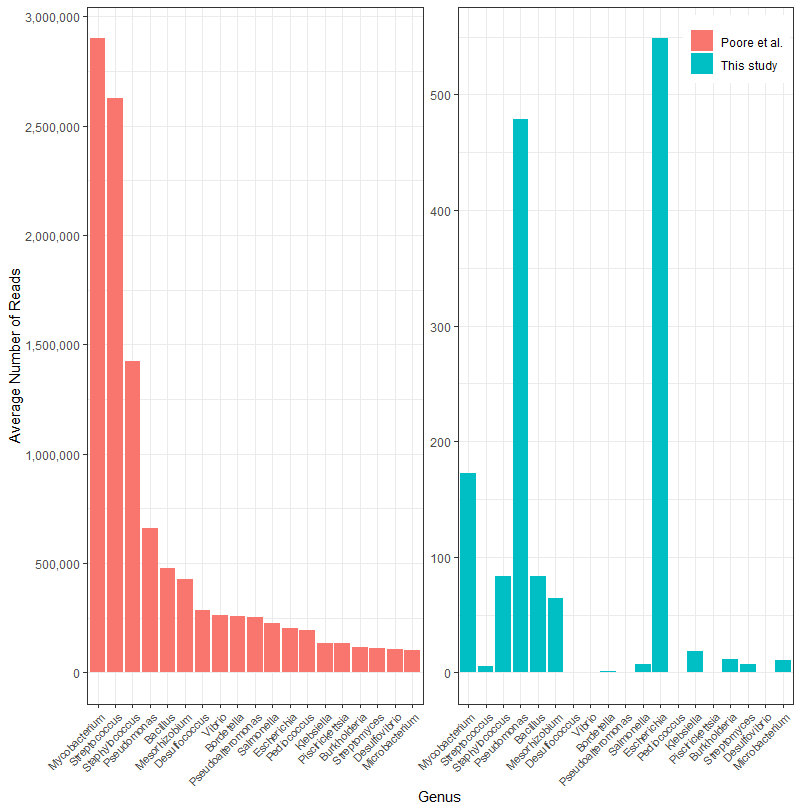 Average Number of Reads
3,000,000
2,500,000
2,000,000
1,500,000
1,000,000
500,000
0
Mycobacterium
Streptococcus
Staphylococcus
Pseudomonas
Bacillus
Mesorhizobium
Desulfococcus
Vibrio
Bordetella
Pseudoalteromonas
Salmonella
Escherichia
Pedipcoccus
Klebsiella
Piscirickettsia
Burkholderia
Streptomyces
Desulfovibrio
Microbacterium
500
400
300
200
100
0
Poore et al.
This study
Mycobacterium
Streptococcus
Staphylococcus
Pseudomonas
Bacillus
Mesorhizobium
Desulfococcus
Vibrio
Bordetella
Pseudoalteromonas
Salmonella
Escherichia
Pedipcoccus
Klebsiella
Piscirickettsia
Burkholderia
Streptomyces
Desulfovibrio
Microbacterium
Genus